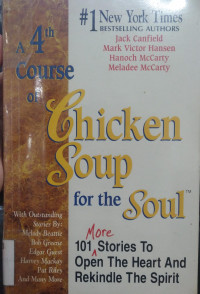 #1 New York Times
BESTSELLING AUTHORS
Jack Canfield
Mark Victor Hansen
Hanoch McCarty
Meladee McCarty
A 4th
Course
of
Chicken
Soup
for the Soul™
With Outstanding
Stories By:
Melody Beattie
Bob Greene
Edgar Guest
Harvey Mackay
Pat Riley
And Many More
More
101 Stories To
Open The Heart And
Rekindle The Spirit